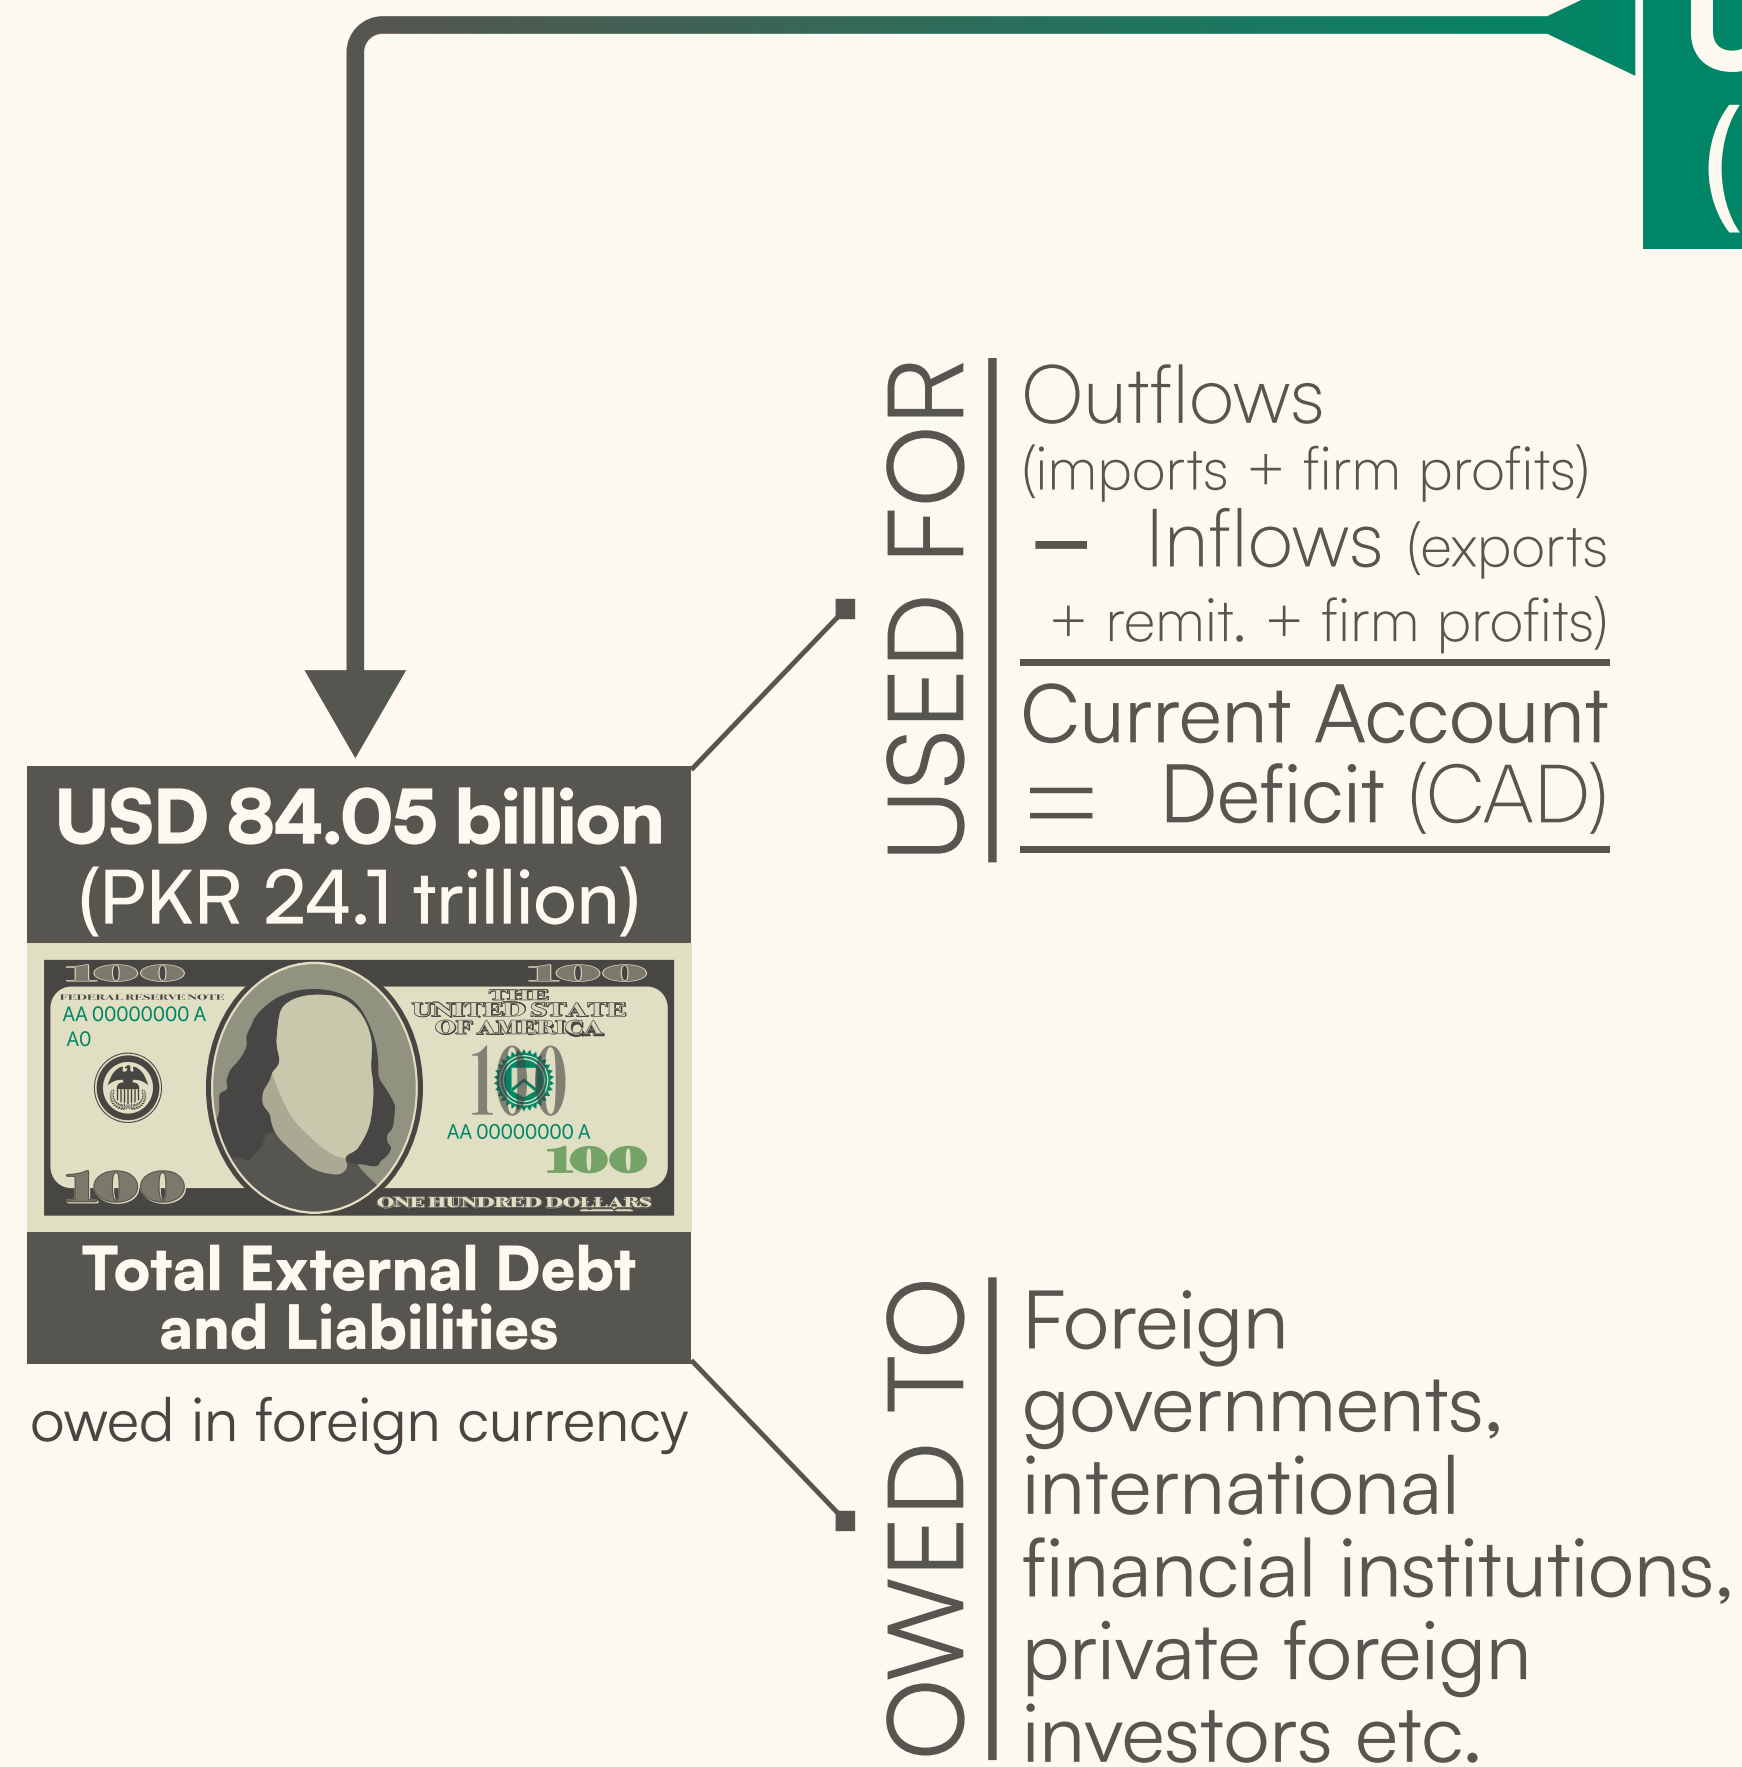 U
(
USED FOR
Outflows
(imports + firm profits)
– Inflows (exports
+ remit. + firm profits)
Current Account
= Deficit (CAD)
USD 84.05 billion
(PKR 24.1 trillion)
100 100
FEDERAL RESERVE NOTE
AA 00000000 A
A0
THE
UNITED STATE
OF AMERICA
100
AA 00000000 A
100
100
ONE HUNDRED DOLLARS
Total External Debt
and Liabilities
owed in foreign currency
OWED TO
Foreign
governments,
international
financial institutions,
private foreign
investors etc.